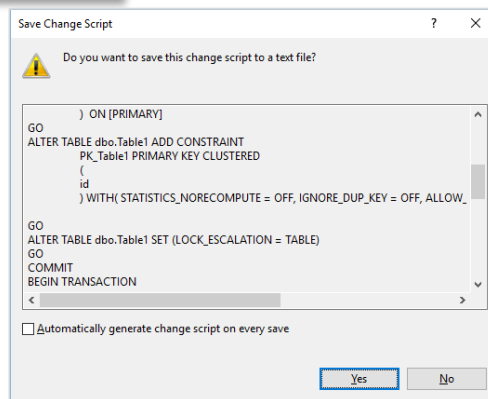 Save Change Script
?
Do you want to save this change script to a text file?
) ON [PRIMARY]
GO
ALTER TABLE dbo.Table1 ADD CONSTRAINT
PK_Table1 PRIMARY KEY CLUSTERED
(
id
) WITH( STATISTICS_NORECOMPUTE = OFF, IGNORE_DUP_KEY = OFF, ALLOW_
GO
ALTER TABLE dbo.Table1 SET (LOCK_ESCALATION = TABLE)
GO
COMMIT
BEGIN TRANSACTION
Automatically generate change script on every save
Yes
No